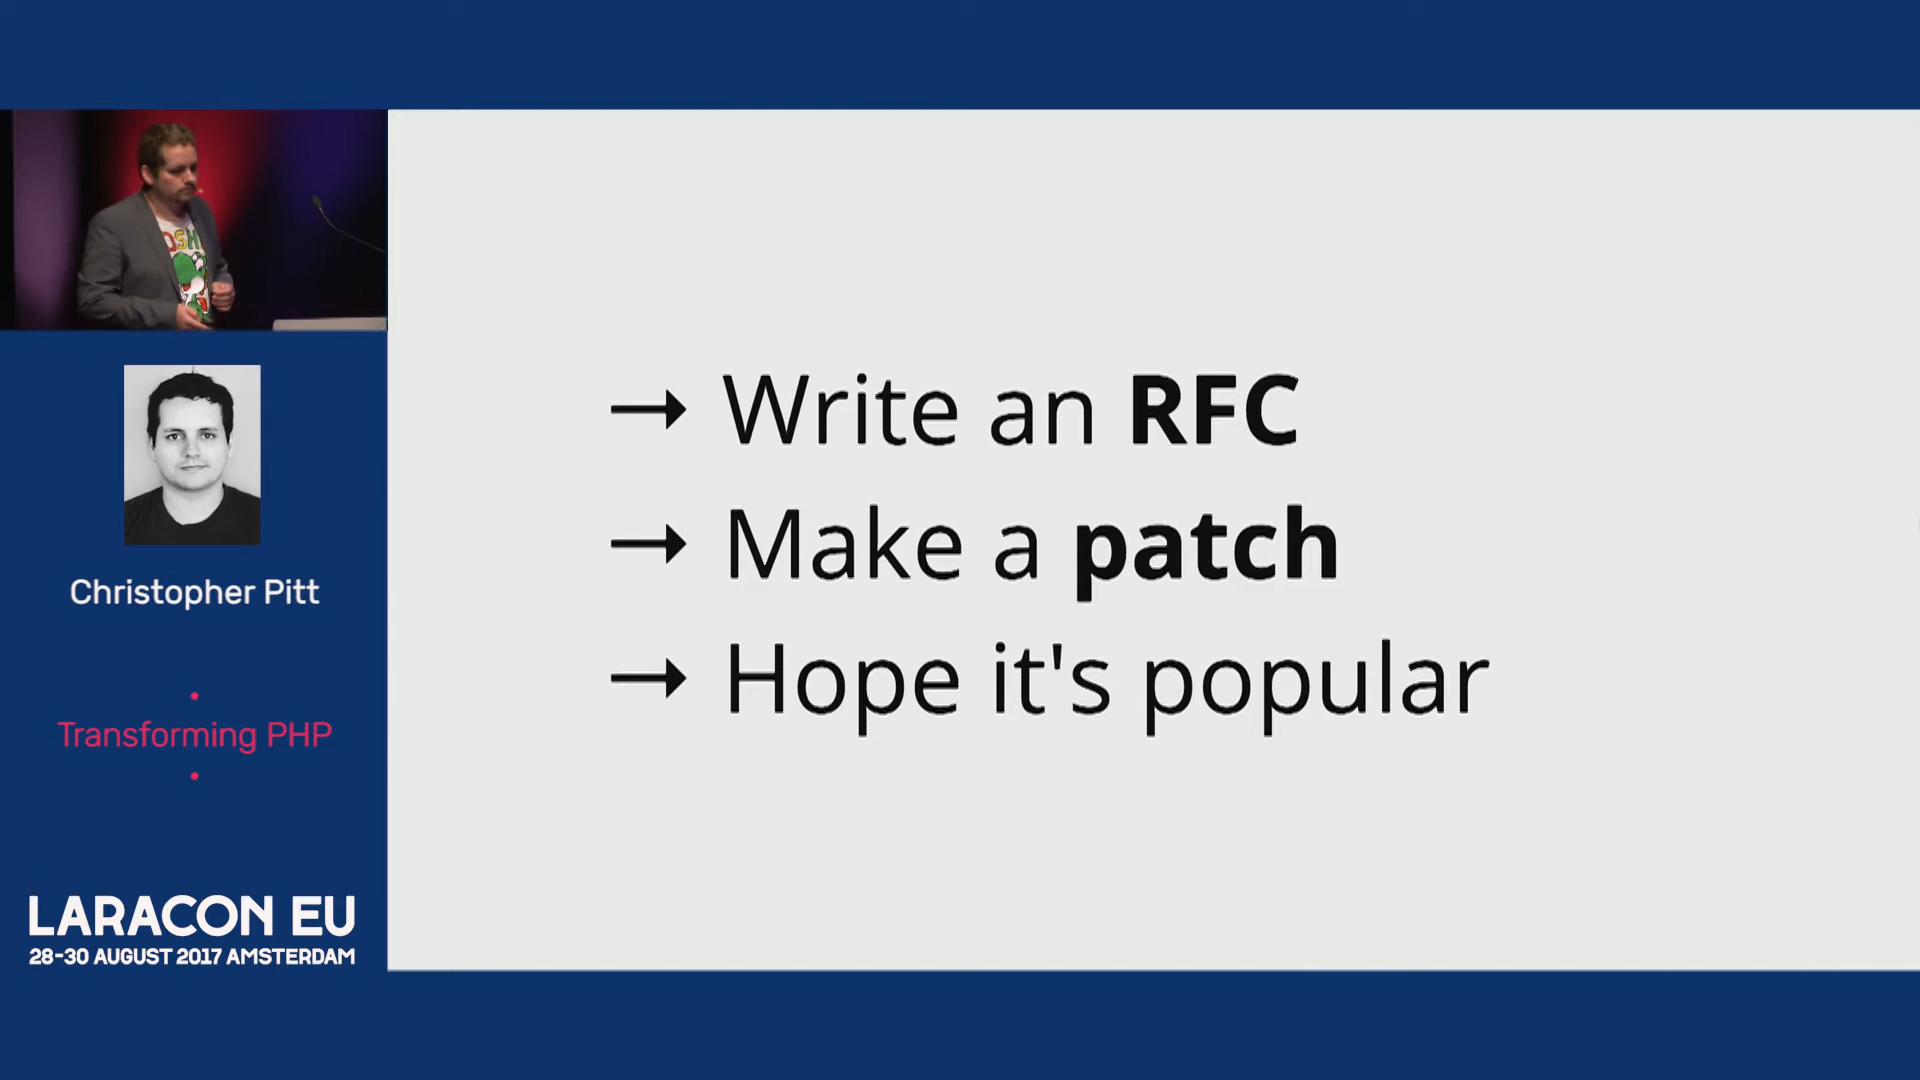 → Write an RFC
→ Make a patch
→ Hope it's popular
Christopher Pitt
Transforming PHP
LARACON EU
28-30 AUGUST 2017 AMSTERDAM